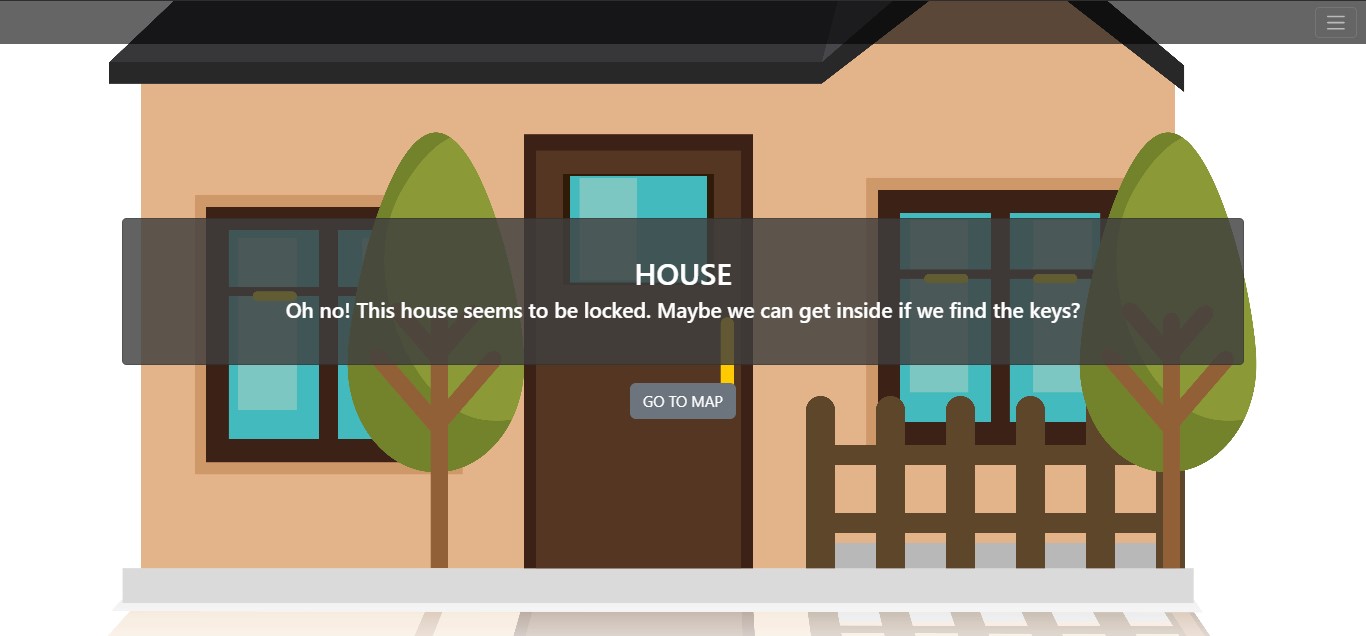 HOUSE
Oh no! This house seems to be locked. Maybe we can get inside if we find the keys?
GO TO MAP